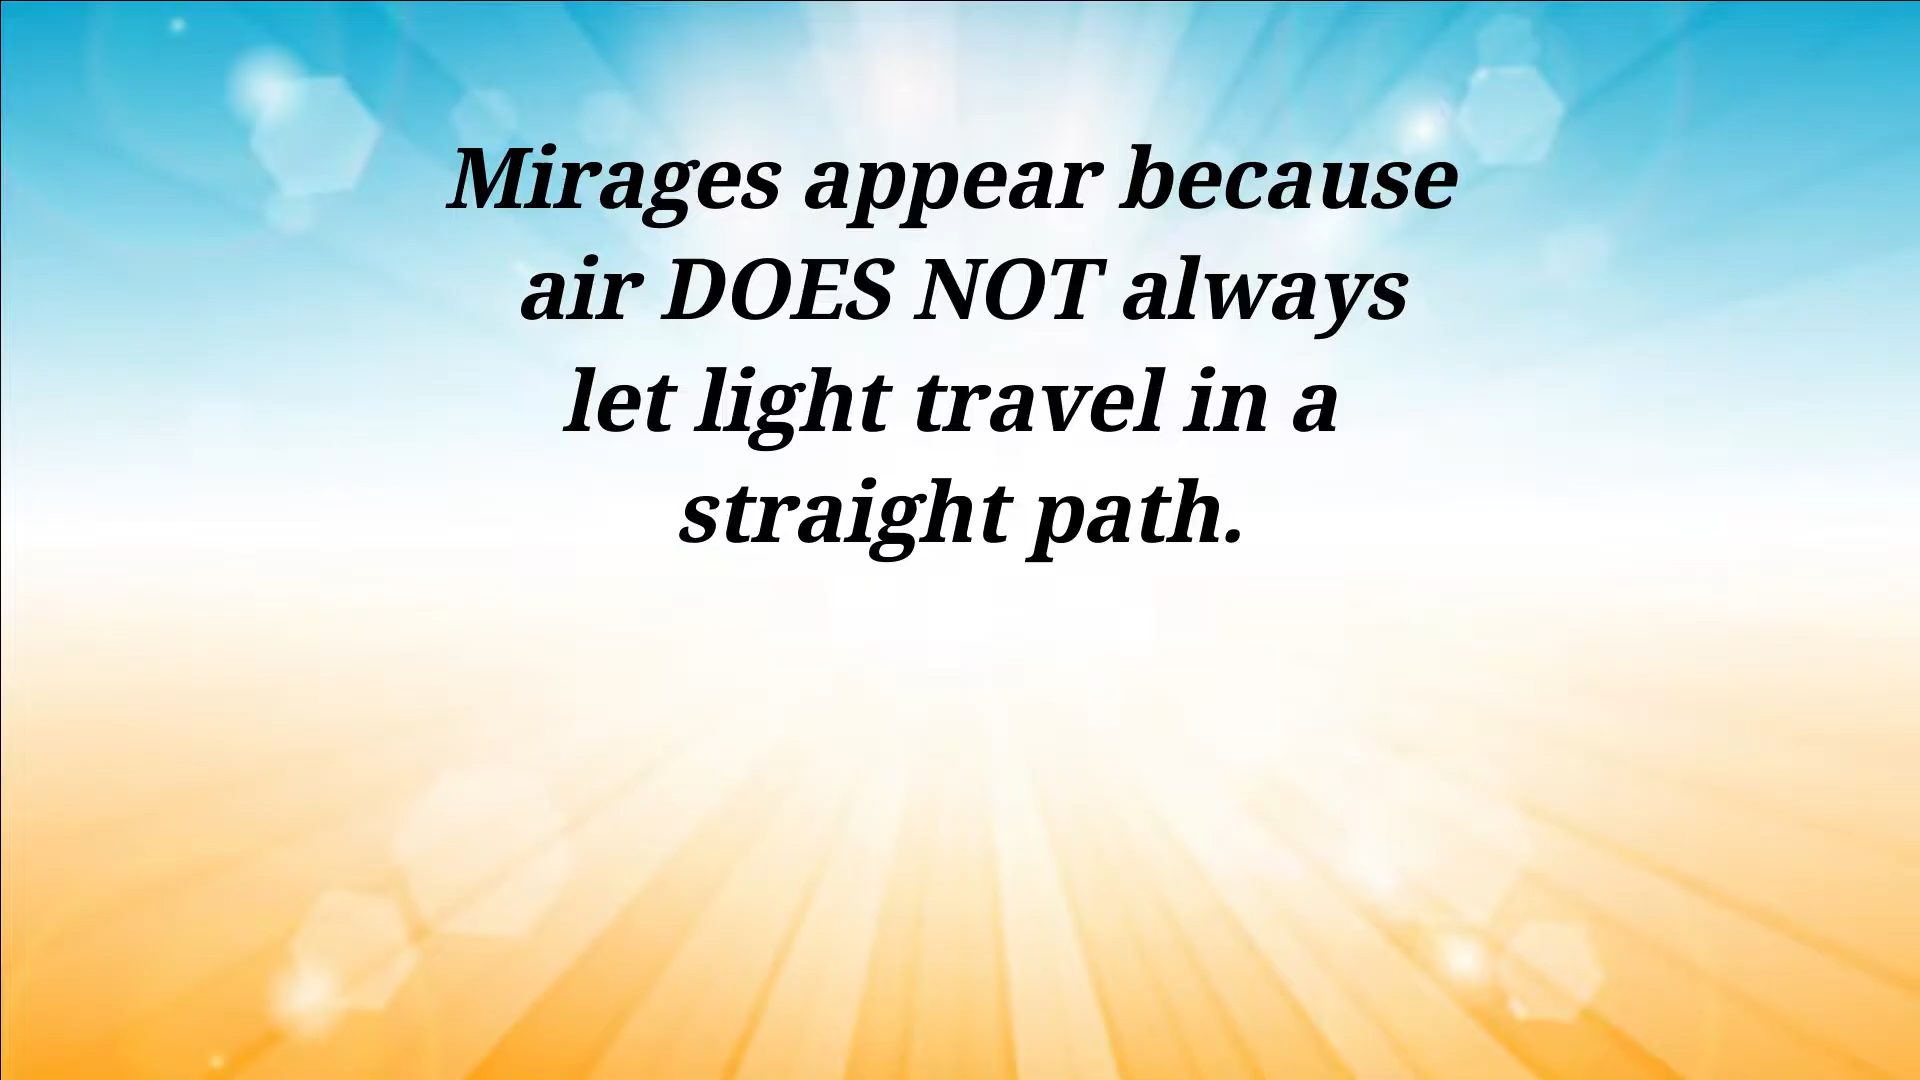 Mirages appear because
air DOES NOT always
let light travel in a
straight path.